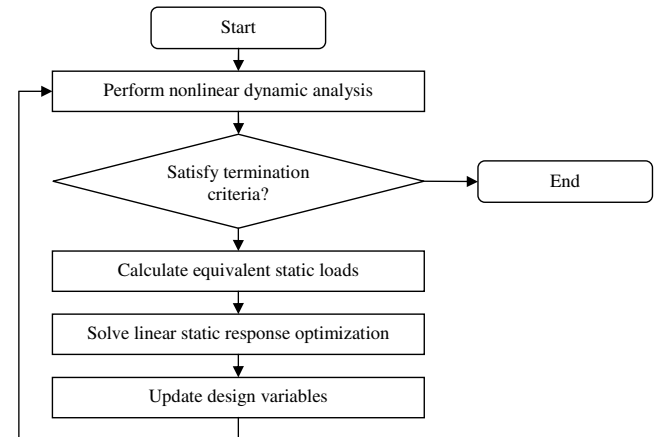 Start
Perform nonlinear dynamic analysis
Satisfy termination
criteria?
End
Calculate equivalent static loads
Solve linear static response optimization
Update design variables